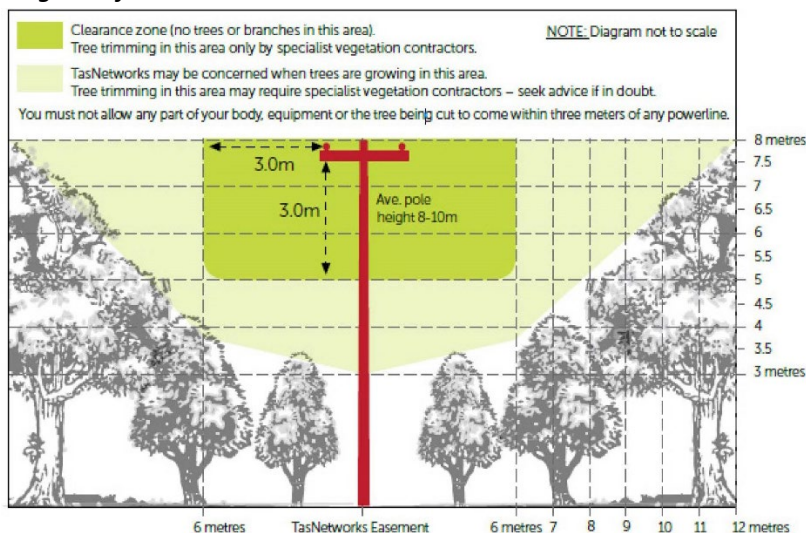 Clearance zone (no trees or branches in this area).
Tree trimming in this area only by specialist vegetation contractors.
NOTE: Diagram not to scale
TasNetworks may be concerned when trees are growing in this area.
Tree trimming in this area may require specialist vegetation contractors – seek advice if in doubt.
You must not allow any part of your body, equipment or the tree being cut to come within three meters of any powerline.
3.0m
3.0m
Ave. pole
height 8-10m
8 metres
7.5
7
6.5
6
5.5
5
4.5
4
3.5
3 metres
6 metres TasNetworks Easement 6 metres 7 8 9 10 11 12 metres